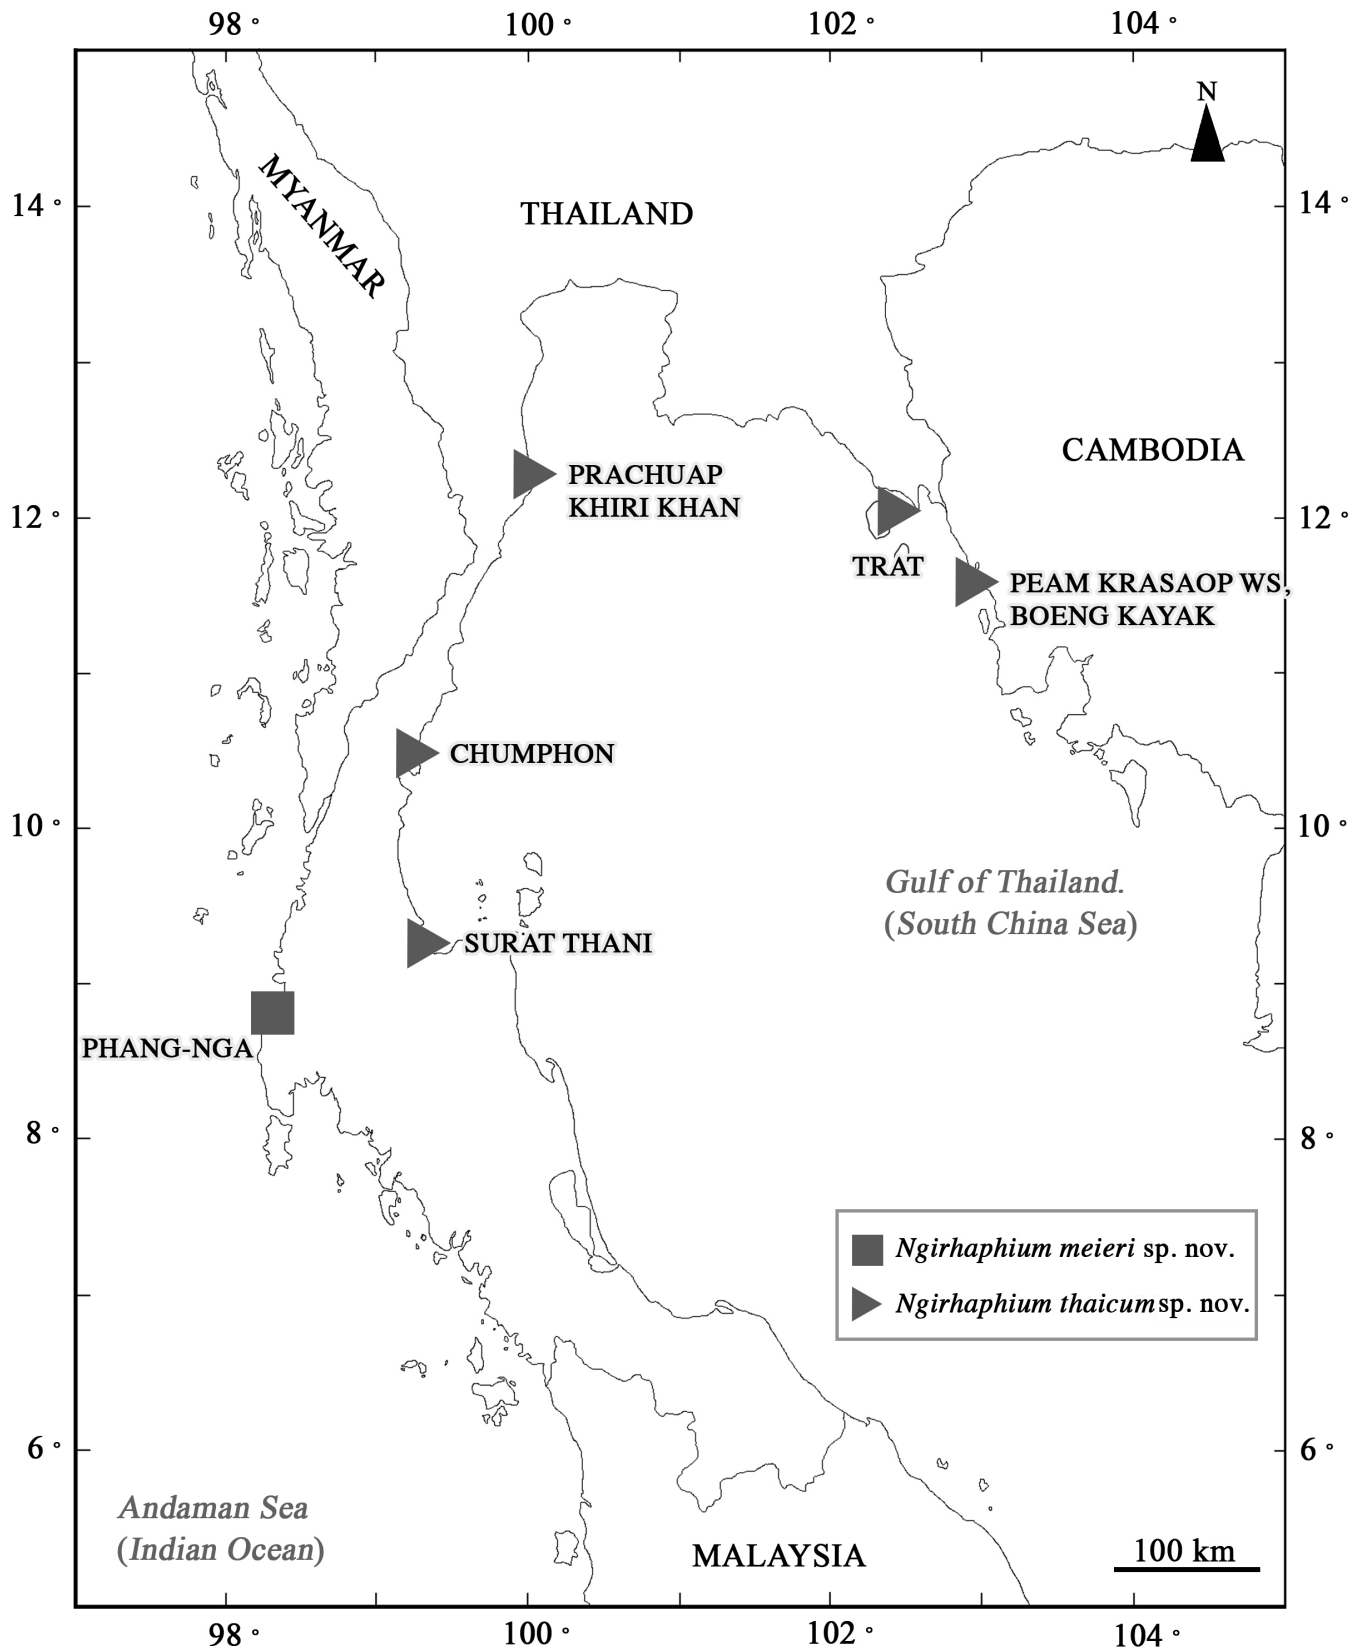 98 °
100 °
102 °
104 °
N
14 °
14 °
MYANMAR
THAILAND
CAMBODIA
PRACHUAP
KHIRI KHAN
12 °
12 °
TRAT
PEAM KRASAOP WS,
BOENG KAYAK
CHUMPHON
10 °
10 °
Gulf of Thailand.
(South China Sea)
SURAT THANI
PHANG-NGA
8 °
8 °
Ngirhaphium meieri sp. nov.
Ngirhaphium thaicum sp. nov.
6 °
6 °
Andaman Sea
(Indian Ocean)
MALAYSIA
100 km
98 °
100 °
102 °
104 °